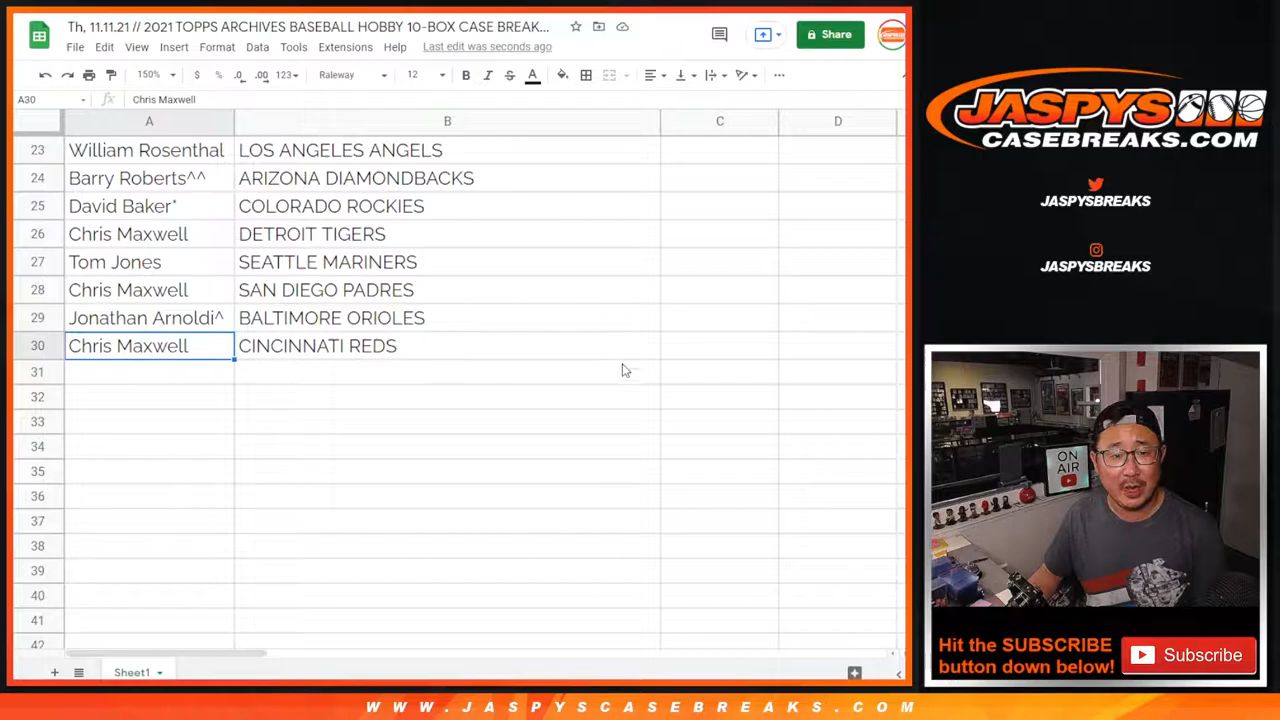 Th, 11.11.21 // 2021 TOPPS ARCHIVES BASEBALL HOBBY 10-BOX CASE BREAK...
File Edit View Insert Format Data Tools Extensions Help Last edit was seconds ago
Share
150% $ % .0 .00 123 Raleway 12 B I S A
A30 fx Chris Maxwell
A B C D
23 William Rosenthal LOS ANGELES ANGELS
24 Barry Roberts^^ ARIZONA DIAMONDBACKS
25 David Baker* COLORADO ROCKIES
26 Chris Maxwell DETROIT TIGERS
27 Tom Jones SEATTLE MARINERS
28 Chris Maxwell SAN DIEGO PADRES
29 Jonathan Arnoldi^ BALTIMORE ORIOLES
30 Chris Maxwell CINCINNATI REDS
31
32
33
34
35
36
37
38
39
40
41
42
Sheet1
JASPYS
CASEBREAKS.COM
JASPYSBREAKS
JASPYSBREAKS
ON
AIR
Hit the SUBSCRIBE
button down below!
Subscribe
WWW.JASPYSCASEBREAKS.COM